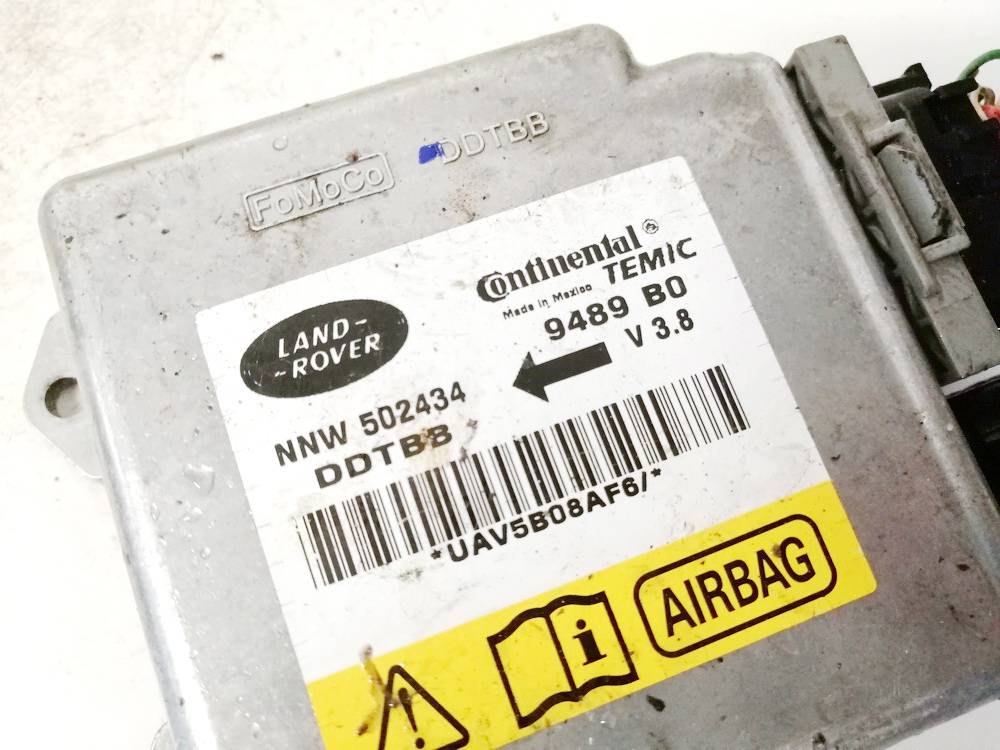 DDTBB
FoMoCo
Continental ®
TEMIC
Made in Mexico
9489 B0
V 3.8
LAND-
-ROVER
NNW 502434
DDTBB
*UAV5B08AF6/*
AIRBAG
i
!